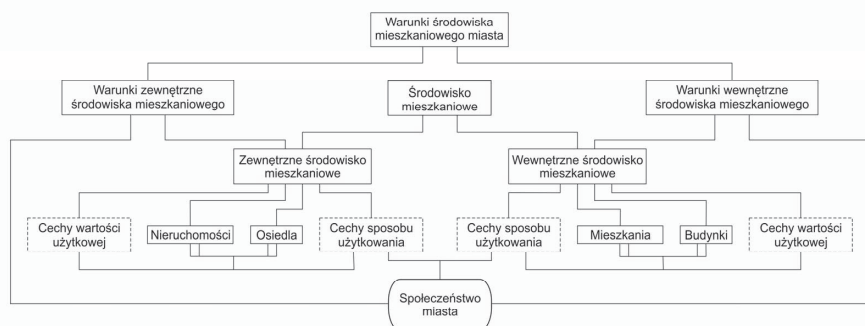 Warunki środowiska
mieszkaniowego miasta
Warunki zewnętrzne
środowiska mieszkaniowego
Środowisko
mieszkaniowe
Warunki wewnętrzne
środowiska mieszkaniowego
Zewnętrzne środowisko
mieszkaniowe
Wewnętrzne środowisko
mieszkaniowe
Cechy wartości
użytkowej
Nieruchomości
Osiedla
Cechy sposobu
użytkowania
Cechy sposobu
użytkowania
Mieszkania
Budynki
Cechy wartości
użytkowej
Społeczeństwo
miasta